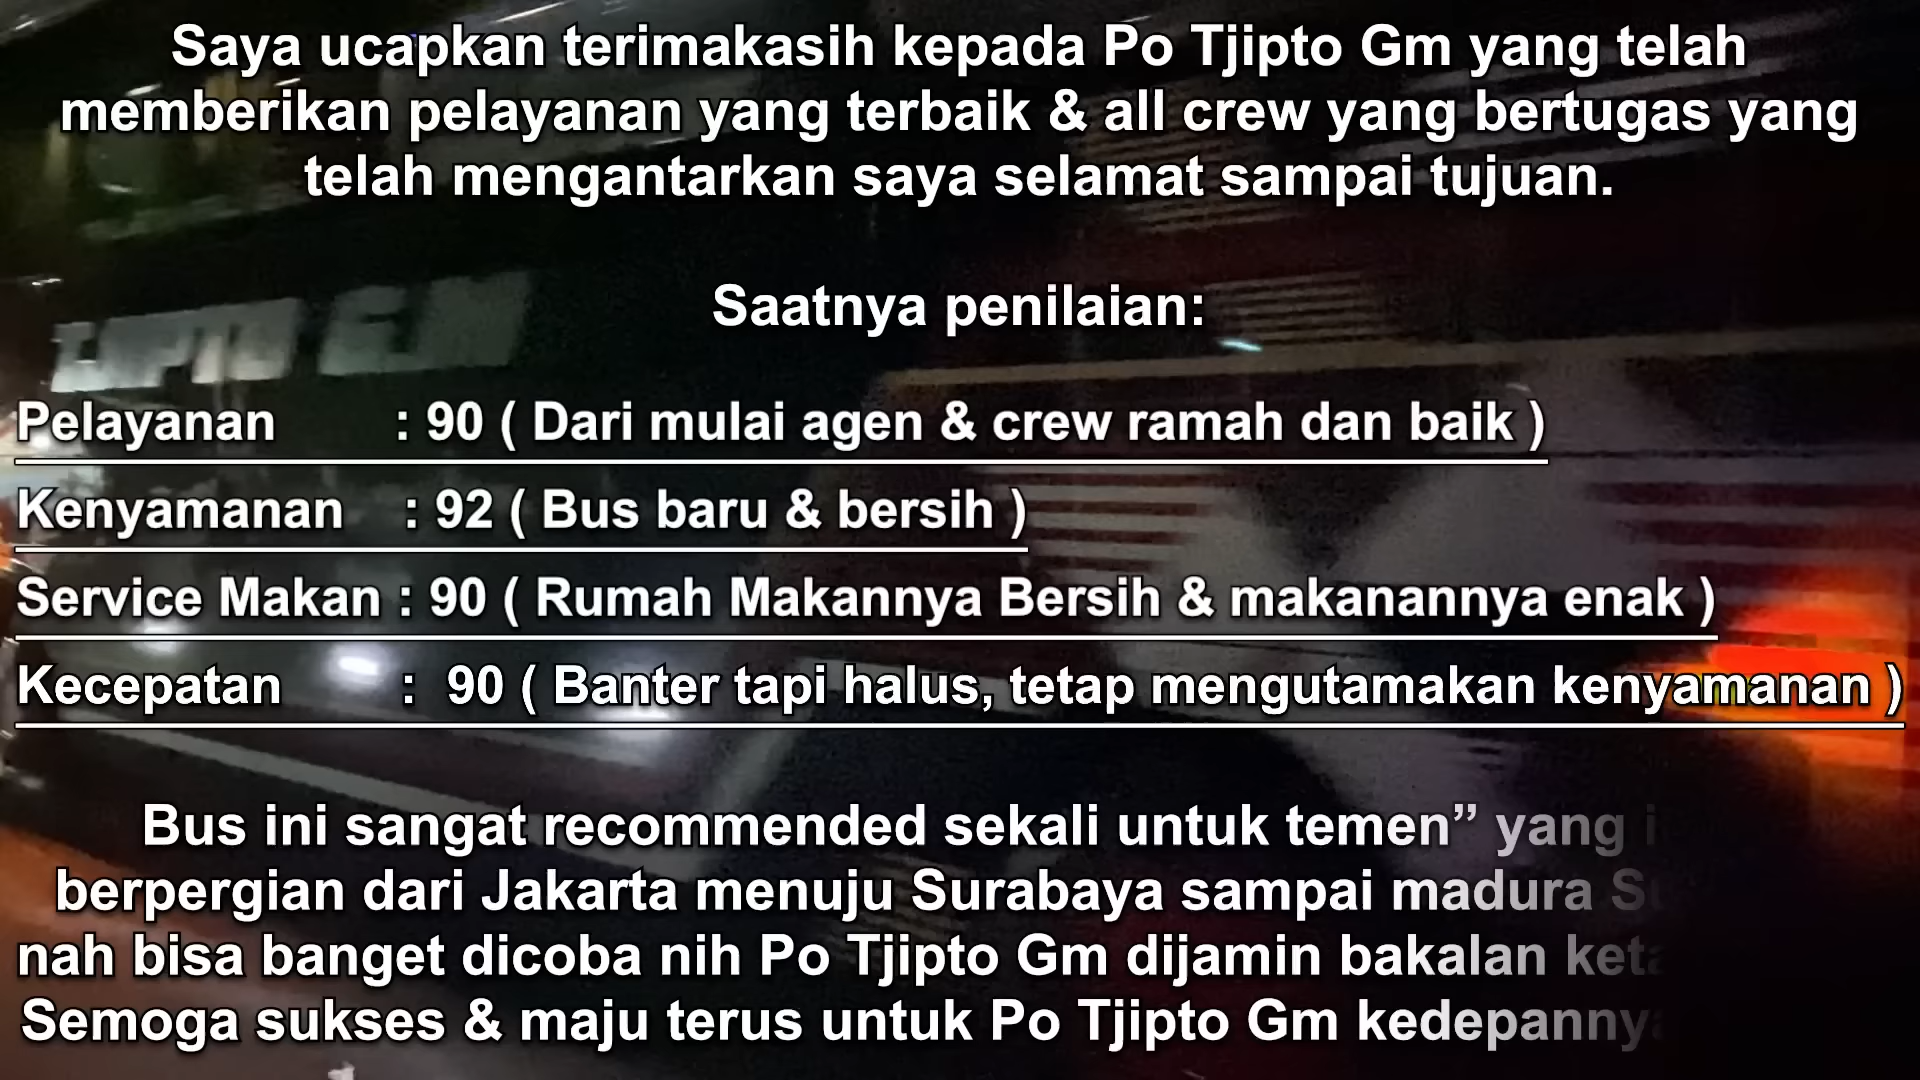 Saya ucapkan terimakasih kepada Po Tjipto Gm yang telah
memberikan pelayanan yang terbaik & all crew yang bertugas yang
telah mengantarkan saya selamat sampai tujuan.
Saatnya penilaian:
TJIPTO GM
Pelayanan : 90 ( Dari mulai agen & crew ramah dan baik )
Kenyamanan : 92 ( Bus baru & bersih )
Service Makan : 90 ( Rumah Makannya Bersih & makanannya enak )
Kecepatan : 90 ( Banter tapi halus, tetap mengutamakan kenyamanan )
Bus ini sangat recommended sekali untuk temen” yang
berpergian dari Jakarta menuju Surabaya sampai madura
nah bisa banget dicoba nih Po Tjipto Gm dijamin bakalan
Semoga sukses & maju terus untuk Po Tjipto Gm kedepannya